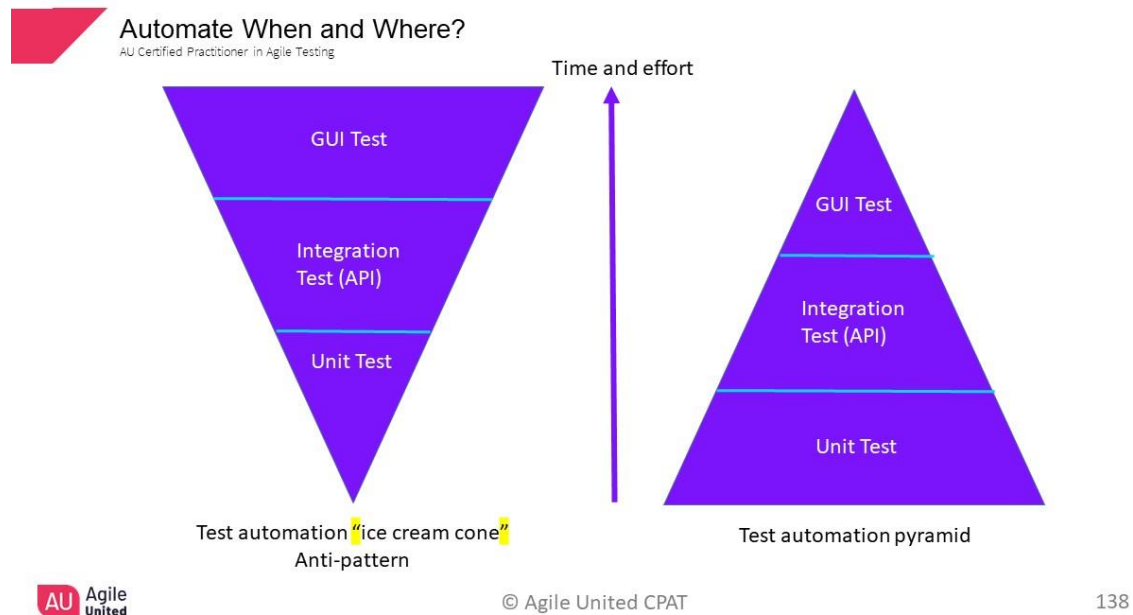 Automate When and Where?
AU Certified Practitioner in Agile Testing
Time and effort
GUI Test
Integration
Test (API)
Unit Test
Test automation “ice cream cone”
Anti-pattern
GUI Test
Integration
Test (API)
Unit Test
Test automation pyramid
AU Agile
United
© Agile United CPAT
138